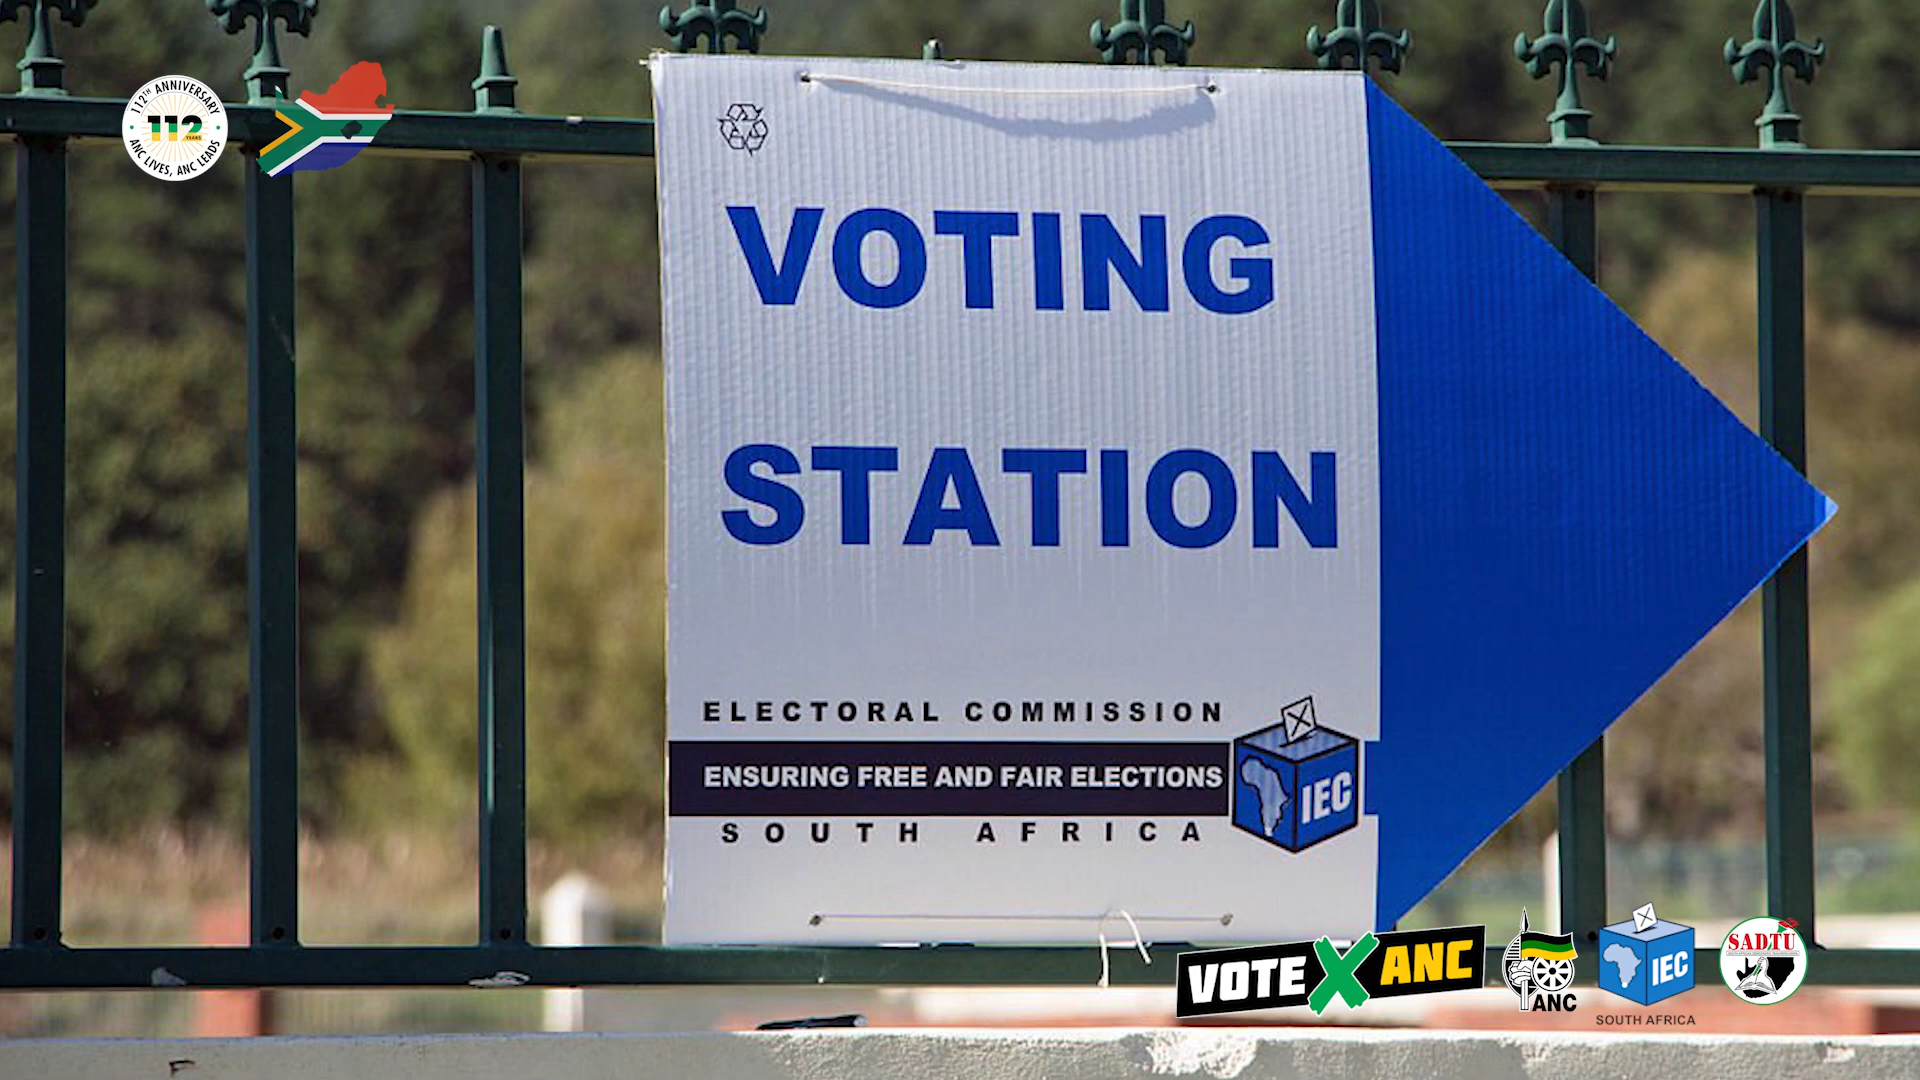 112TH ANNIVERSARY
112
YEARS
ANC LIVES, ANC LEADS
VOTING
STATION
ELECTORAL COMMISSION
ENSURING FREE AND FAIR ELECTIONS
IEC
SOUTH AFRICA
VOTE X ANC
ANC
IEC
SOUTH AFRICA
SADTU